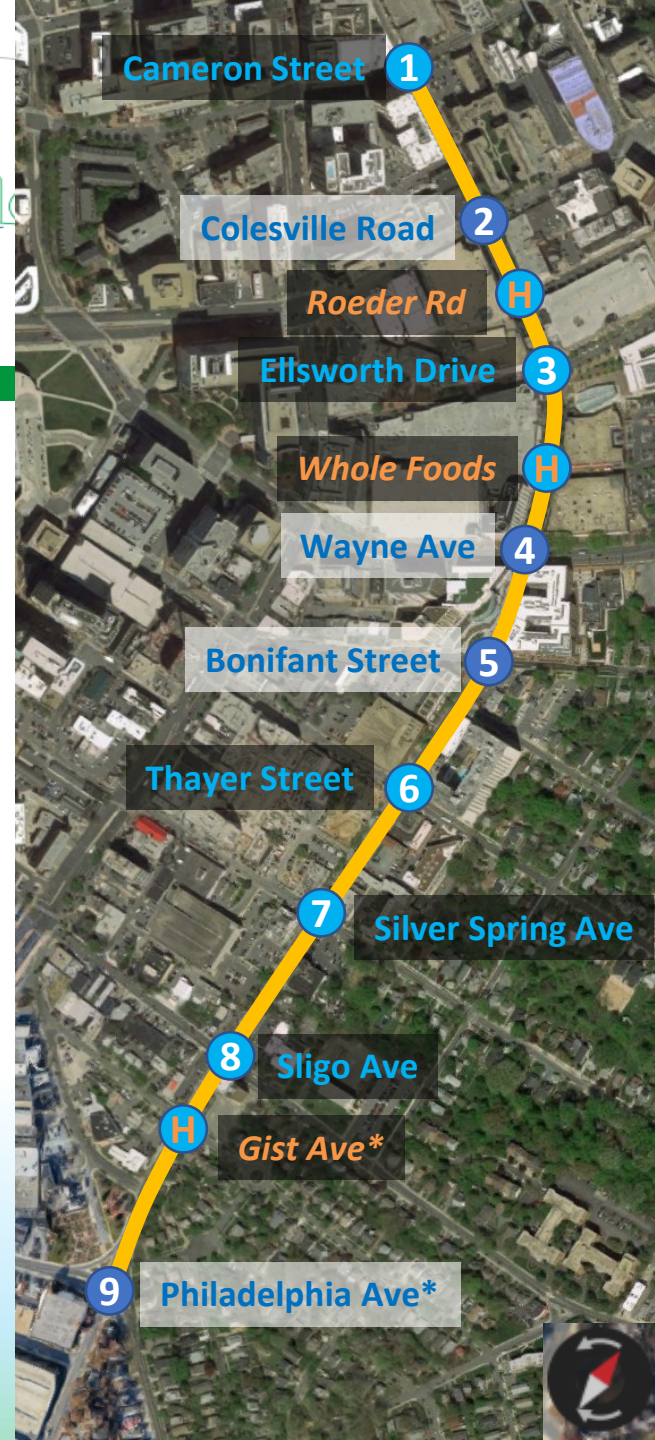 Cameron Street 1
Colesville Road 2
Roeder Rd H
Ellsworth Drive 3
Whole Foods H
Wayne Ave 4
Bonifant Street 5
Thayer Street 6
7 Silver Spring Ave
8 Sligo Ave
H Gist Ave*
9 Philadelphia Ave*